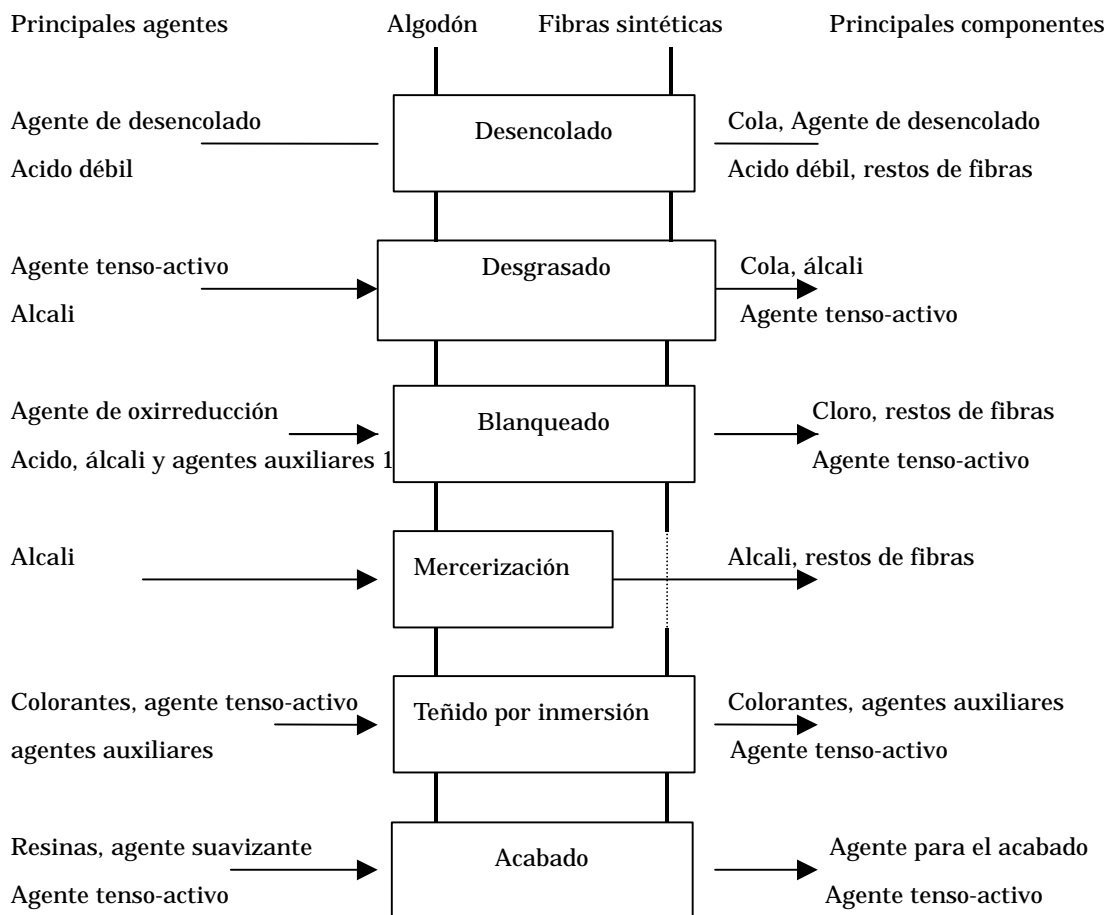 Principales agentes Algodón Fibras sintéticas Principales componentes
Agente de desencolado Desencolado Cola, Agente de desencolado
Acido débil Acido débil, restos de fibras
Agente tenso-activo Desgrasado Cola, álcali
Alcali Agente tenso-activo
Agente de oxirreducción Blanqueado Cloro, restos de fibras
Acido, álcali y agentes auxiliares 1 Agente tenso-activo
Alcali Mercerización Alcali, restos de fibras
Colorantes, agente tenso-activo Teñido por inmersión Colorantes, agentes auxiliares
agentes auxiliares Agente tenso-activo
Resinas, agente suavizante Acabado Agente para el acabado
Agente tenso-activo Agente tenso-activo